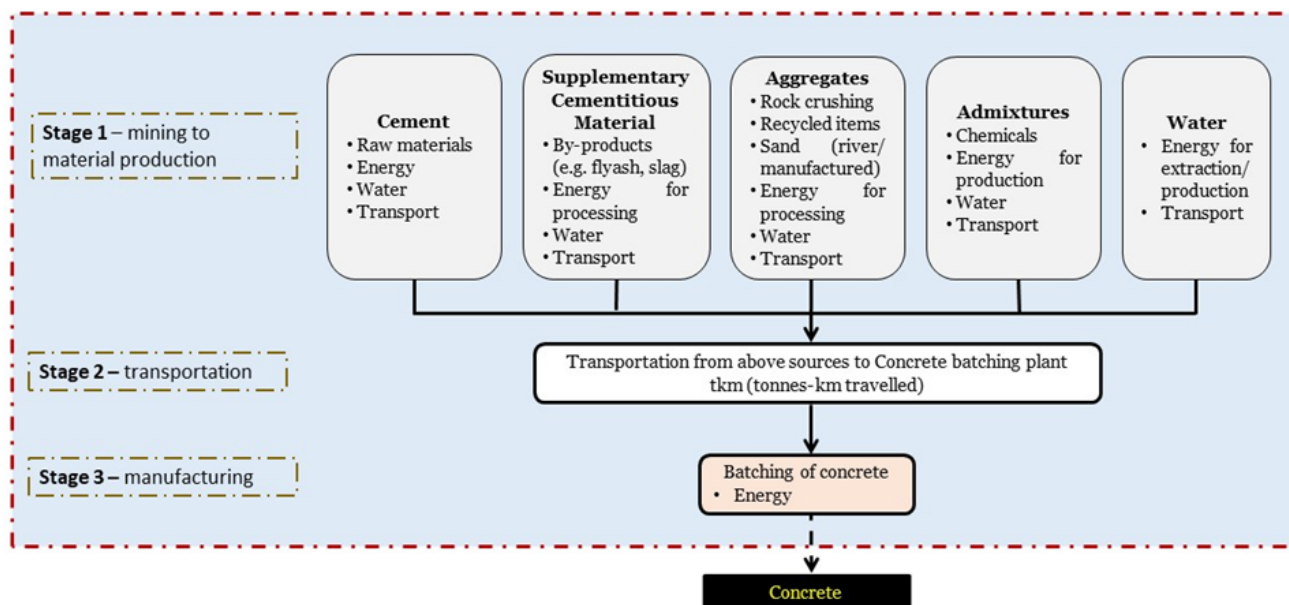 Stage 1 – mining to
material production
Cement
• Raw materials
• Energy
• Water
• Transport
Supplementary
Cementitious
Material
• By-products
(e.g. flyash, slag)
• Energy for
processing
• Water
• Transport
Aggregates
• Rock crushing
• Recycled items
• Sand (river/
manufactured)
• Energy for
processing
• Water
• Transport
Admixtures
• Chemicals
• Energy for
production
• Water
• Transport
Water
• Energy for
extraction/
production
• Transport
Stage 2 – transportation
Transportation from above sources to Concrete batching plant
tkm (tonnes-km travelled)
Stage 3 – manufacturing
Batching of concrete
• Energy
Concrete